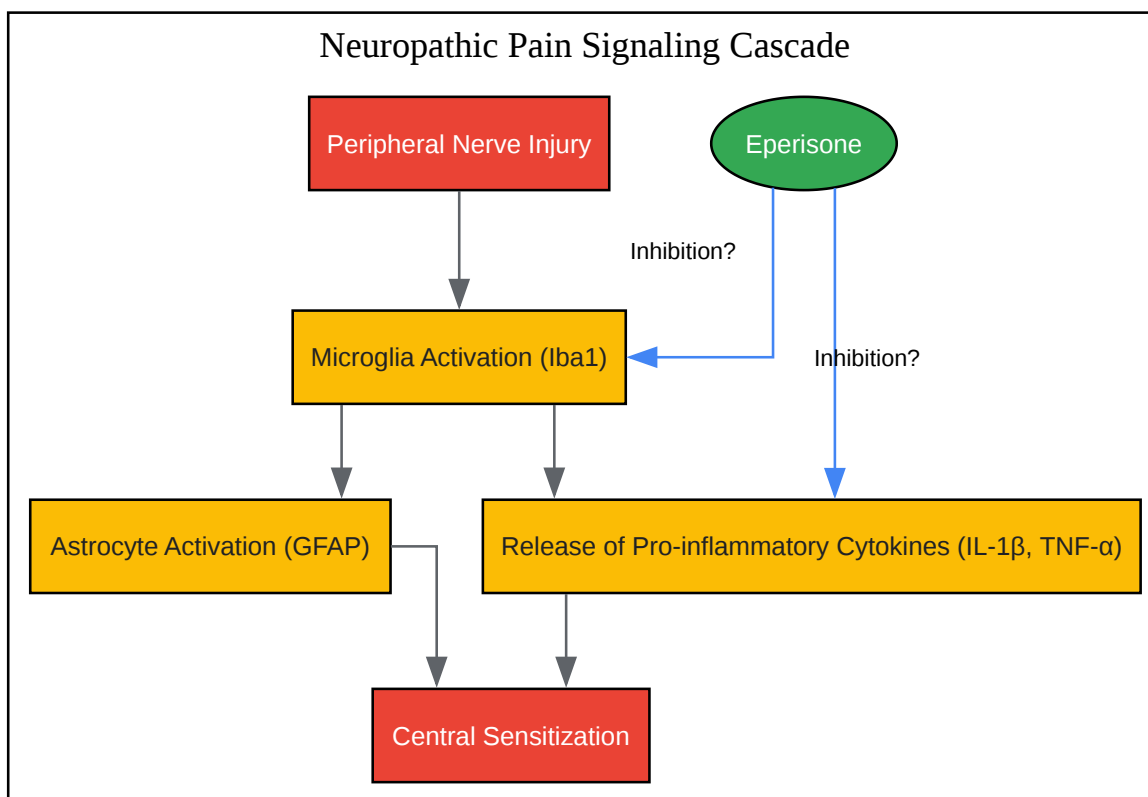 Neuropathic Pain Signaling Cascade
Peripheral Nerve Injury
Eperisone
Inhibition?
Microglia Activation (Iba1)
Inhibition?
Astrocyte Activation (GFAP)
Release of Pro-inflammatory Cytokines (IL-1β, TNF-α)
Central Sensitization